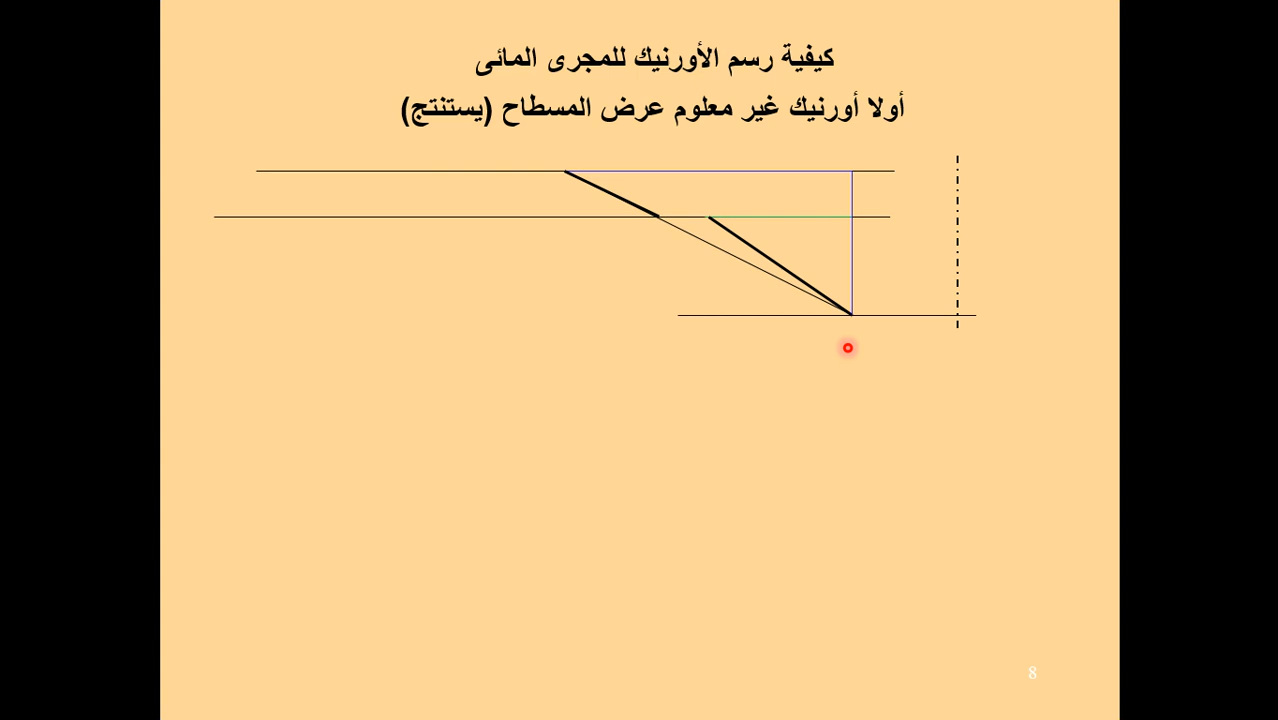 كيفية رسم الأورنيك للمجرى المائى
أولا أورنيك غير معلوم عرض المسطاح (يستنتج)
8